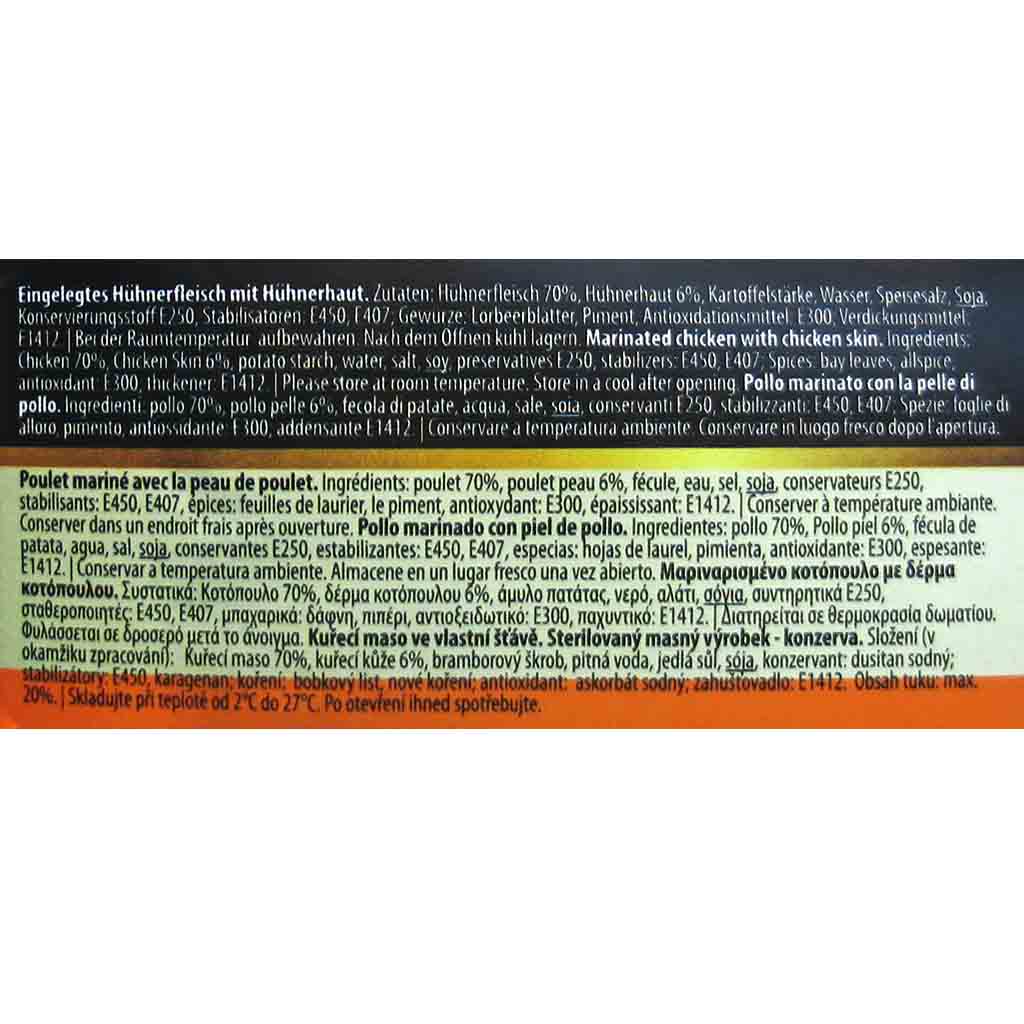 Eingelegtes Hühnerfleisch mit Hühnerhaut. Zutaten: Hühnerfleisch 70%, Hühnerhaut 6%, Kartoffelstärke, Wasser, Speisesalz, Soja,
Konservierungsstoff E250, Stabilisatoren: E450, E407; Gewürze: Lorbeerblätter, Piment, Antioxidationsmittel: E300, Verdickungsmittel:
E1412. | Bei der Raumtemperatur aufbewahren. Nach dem Öffnen kühl lagern. Marinated chicken with chicken skin. Ingredients:
Chicken 70%, Chicken Skin 6%, potato starch, water, salt, soy, preservatives E250, stabilizers: E450, E407; Spices: bay leaves, allspice,
antioxidant: E300, thickener: E1412. | Please store at room temperature. Store in a cool after opening. Pollo marinato con la pelle di
pollo. Ingredienti: pollo 70%, pollo pelle 6%, fecola di patate, acqua, sale, soia, conservanti E250, stabilizzanti: E450, E407; Spezie: foglie di
alloro, pimento, antiossidante: E300, addensante E1412. | Conservare a temperatura ambiente. Conservare in luogo fresco dopo l'apertura.
Poulet mariné avec la peau de poulet. Ingrédients: poulet 70%, poulet peau 6%, fécule, eau, sel, soja, conservateurs E250,
stabilisants: E450, E407, épices: feuilles de laurier, le piment, antioxydant: E300, épaississant: E1412. | Conserver à température ambiante.
Conserver dans un endroit frais après ouverture. Pollo marinado con piel de pollo. Ingredientes: pollo 70%, Pollo piel 6%, fécula de
patata, agua, sal, soja, conservantes E250, estabilizantes: E450, E407, especias: hojas de laurel, pimienta, antioxidante: E300, espesante:
E1412. | Conservar a temperatura ambiente. Almacene en un lugar fresco una vez abierto. Μαριναρισμένο κοτόπουλο με δέρμα
κοτόπουλου. Συστατικά: Κοτόπουλο 70%, δέρμα κοτόπουλου 6%, άμυλο πατάτας, νερό, αλάτι, σόγια, συντηρητικά E250,
σταθεροποιητές: E450, E407, μπαχαρικά: δάφνη, πιπέρι, αντιοξειδωτικό: E300, παχυντικό: E1412. | Διατηρείται σε θερμοκρασία δωματίου.
Φυλάσσεται σε δροσερό μετά το άνοιγμα. Kuřecí maso ve vlastní šťávě. Sterilovaný masný výrobek - konzerva. Složení (v
okamžiku zpracování): Kuřecí maso 70%, kuřecí kůže 6%, bramborový škrob, pitná voda, jedlá sůl, sója, konzervant: dusitan sodný;
stabilizátory: E450, karagenan; koření: bobkový list, nové koření; antioxidant: askorbát sodný; zahušťovadlo: E1412. Obsah tuku: max.
20%. | Skladujte při teplotě od 2°C do 27°C. Po otevření ihned spotřebujte.